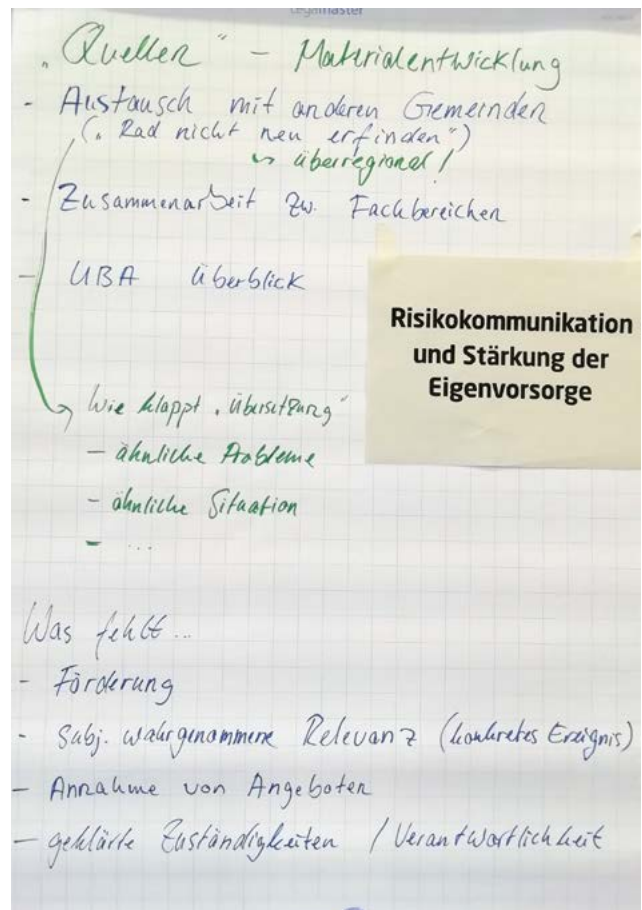 Legamaster
„Quellen“ – Materialentwicklung
- Austausch mit anderen Gemeinden
(„Rad nicht neu erfinden“)
↳ überregional!
- Zusammenarbeit zw. Fachbereichen
- UBA Überblick
Risikokommunikation
und Stärkung der
Eigenvorsorge
Wie klappt „Übersetzung“
- ähnliche Probleme
- ähnliche Situation
- ...
Was fehlt...
- Förderung
- subj. wahrgenommene Relevanz (konkretes Ereignis)
- Annahme von Angeboten
- geklärte Zuständigkeiten / Verantwortlichkeit